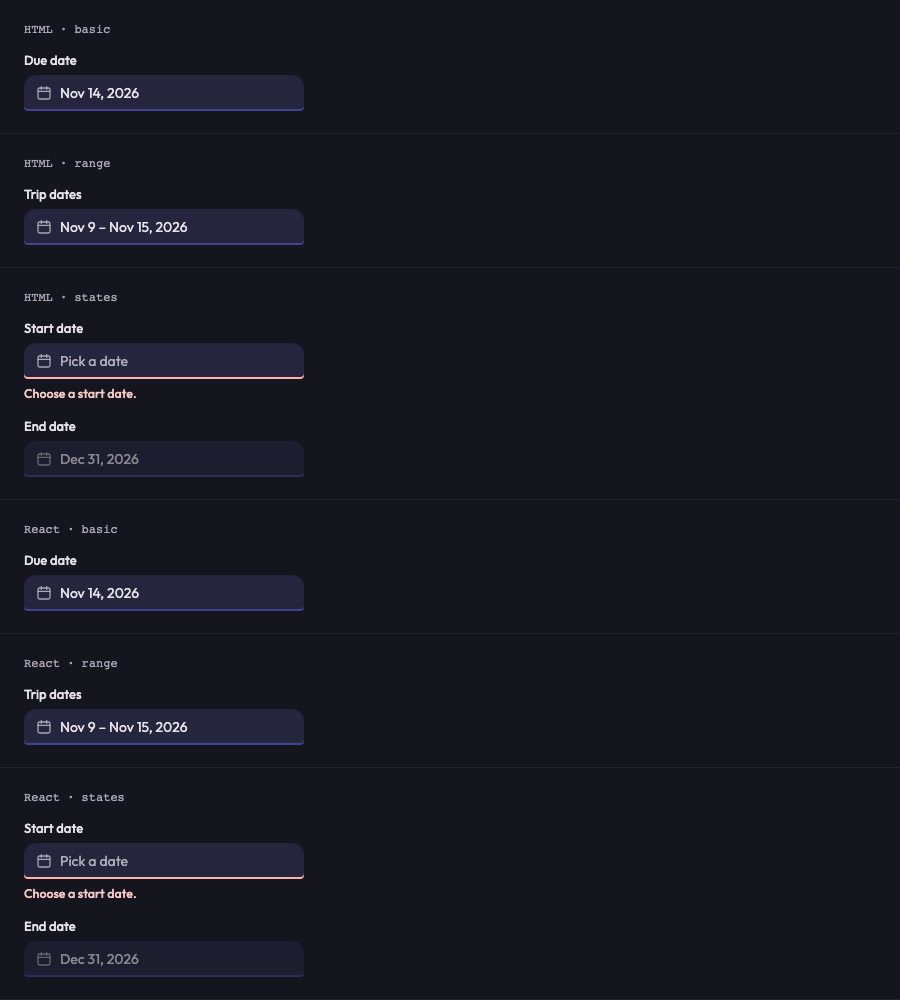 HTML · basic
Due date
Nov 14, 2026
HTML · range
Trip dates
Nov 9 – Nov 15, 2026
HTML · states
Start date
Pick a date
Choose a start date.
End date
Dec 31, 2026
React · basic
Due date
Nov 14, 2026
React · range
Trip dates
Nov 9 – Nov 15, 2026
React · states
Start date
Pick a date
Choose a start date.
End date
Dec 31, 2026